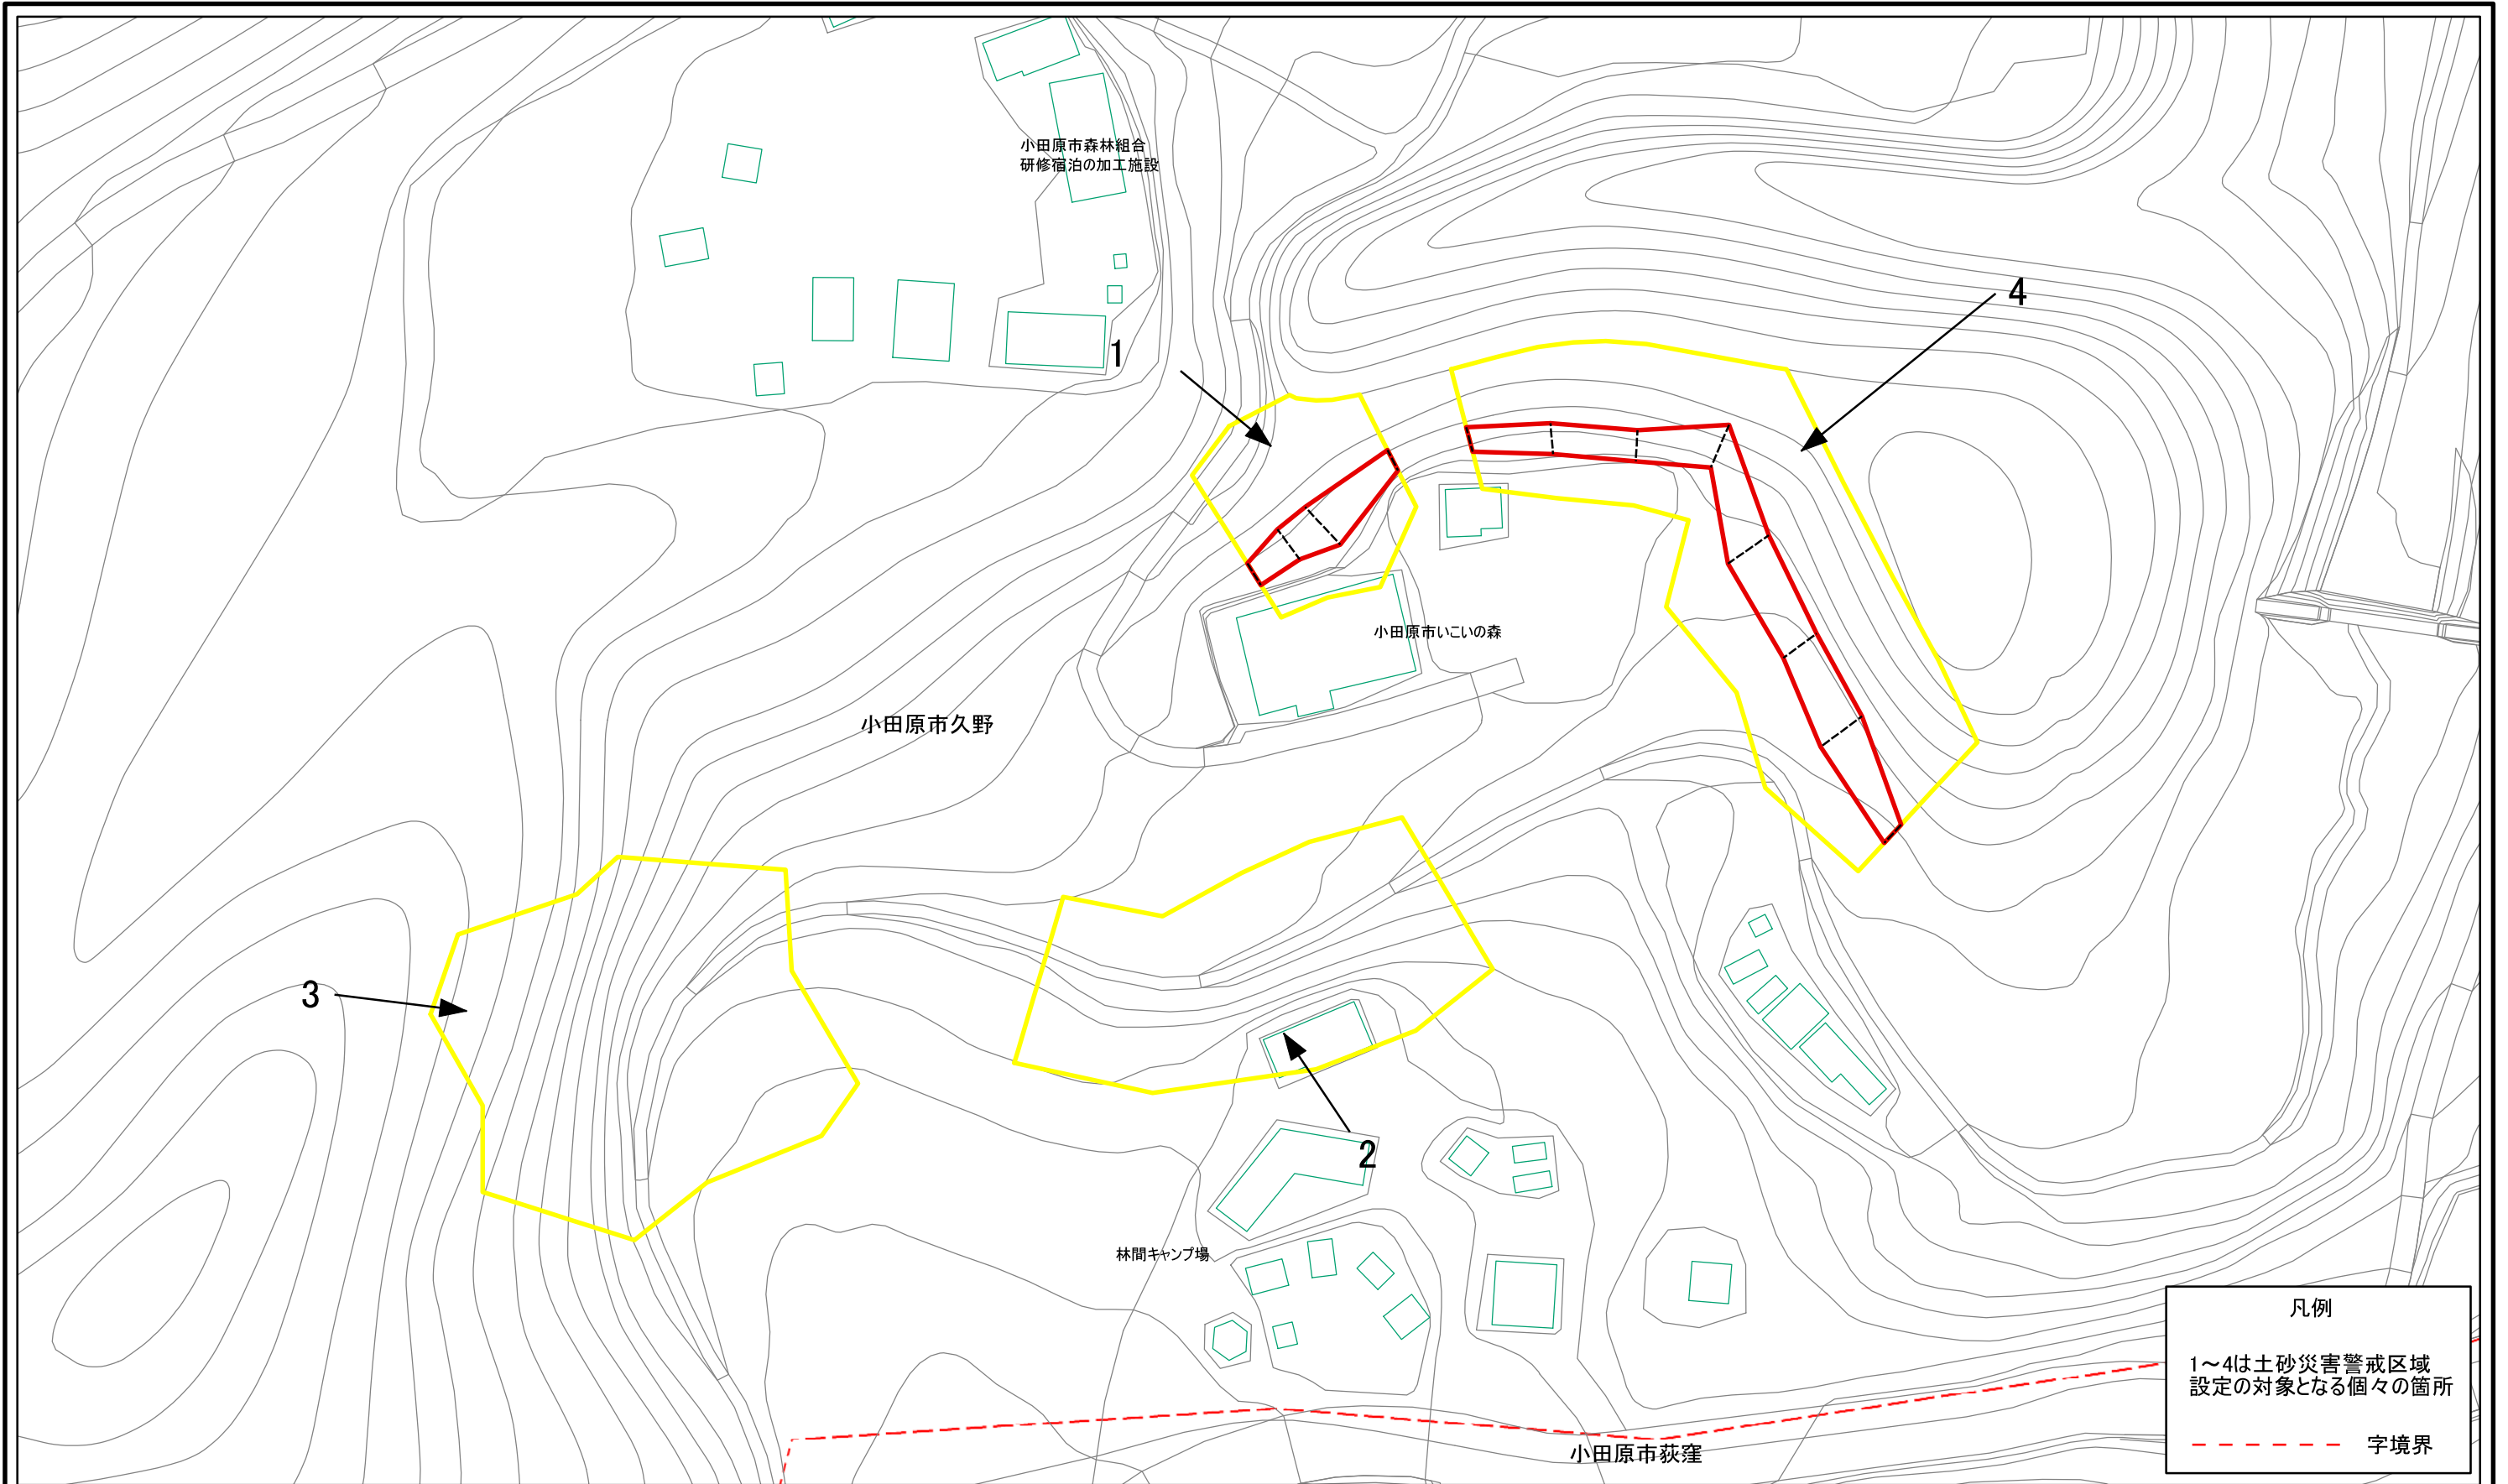 小田原市森林組合
研修宿泊の加工施設
4
1
小田原市いこいの森
小田原市久野
3
2
林間キャンプ場
小田原市荻窪
凡例
1～4は土砂災害警戒区域
設定の対象となる個々の箇所
字境界